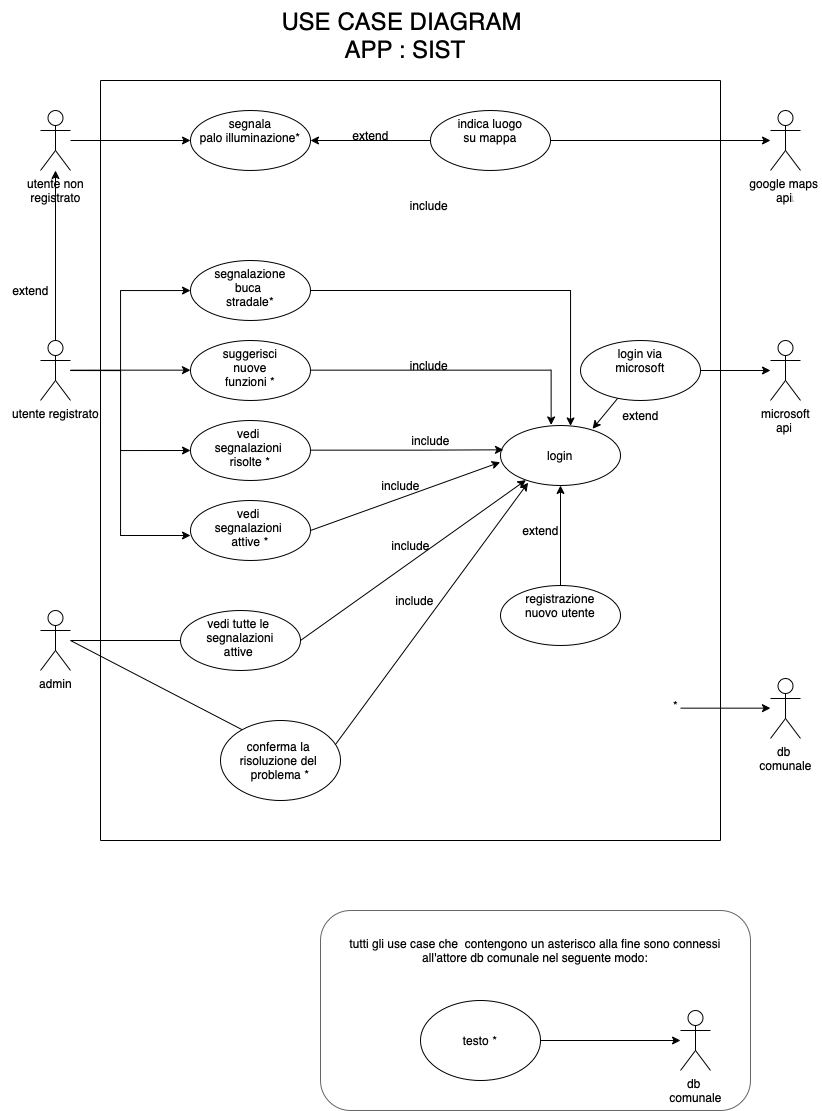 USE CASE DIAGRAM
APP : SIST
segnala
palo illuminazione*
extend
indica luogo
su mappa
utente non
registrato
google maps
api
include
extend
segnalazione
buca
stradale*
suggerisci
nuove
funzioni *
include
login via
microsoft
utente registrato
microsoft
api
extend
vedi
segnalazioni
risolte *
include
login
vedi
segnalazioni
attive *
include
extend
include
include
registrazione
nuovo utente
vedi tutte le
segnalazioni
attive
admin
*
conferma la
risoluzione del
problema *
db
comunale
tutti gli use case che  contengono un asterisco alla fine sono connessi
all'attore db comunale nel seguente modo:
testo *
db
comunale